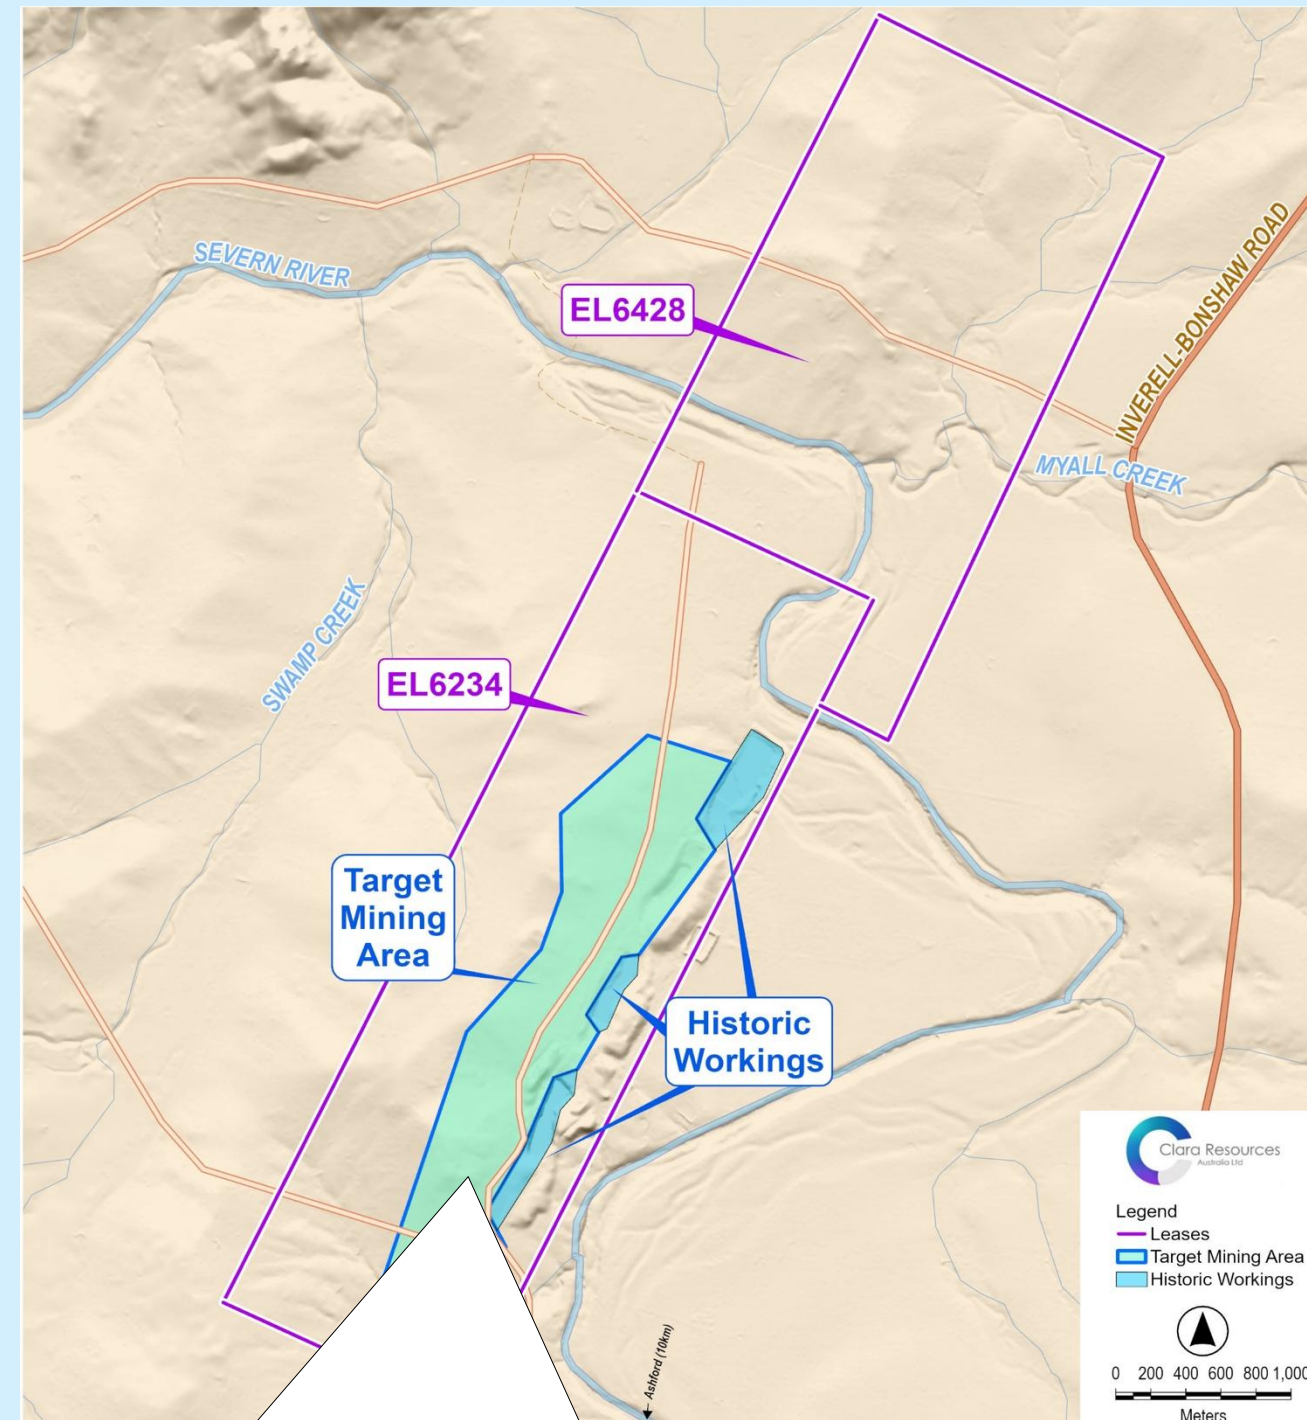 SEVERN RIVER
EL6428
INVERELL-BONSHAW ROAD
MYALL CREEK
SWAMP CREEK
EL6234
Target
Mining
Area
Historic
Workings
Ashford (10km)
Clara Resources
Australia Ltd
Legend
Leases
Target Mining Area
Historic Workings
0 200 400 600 800 1,000
Meters